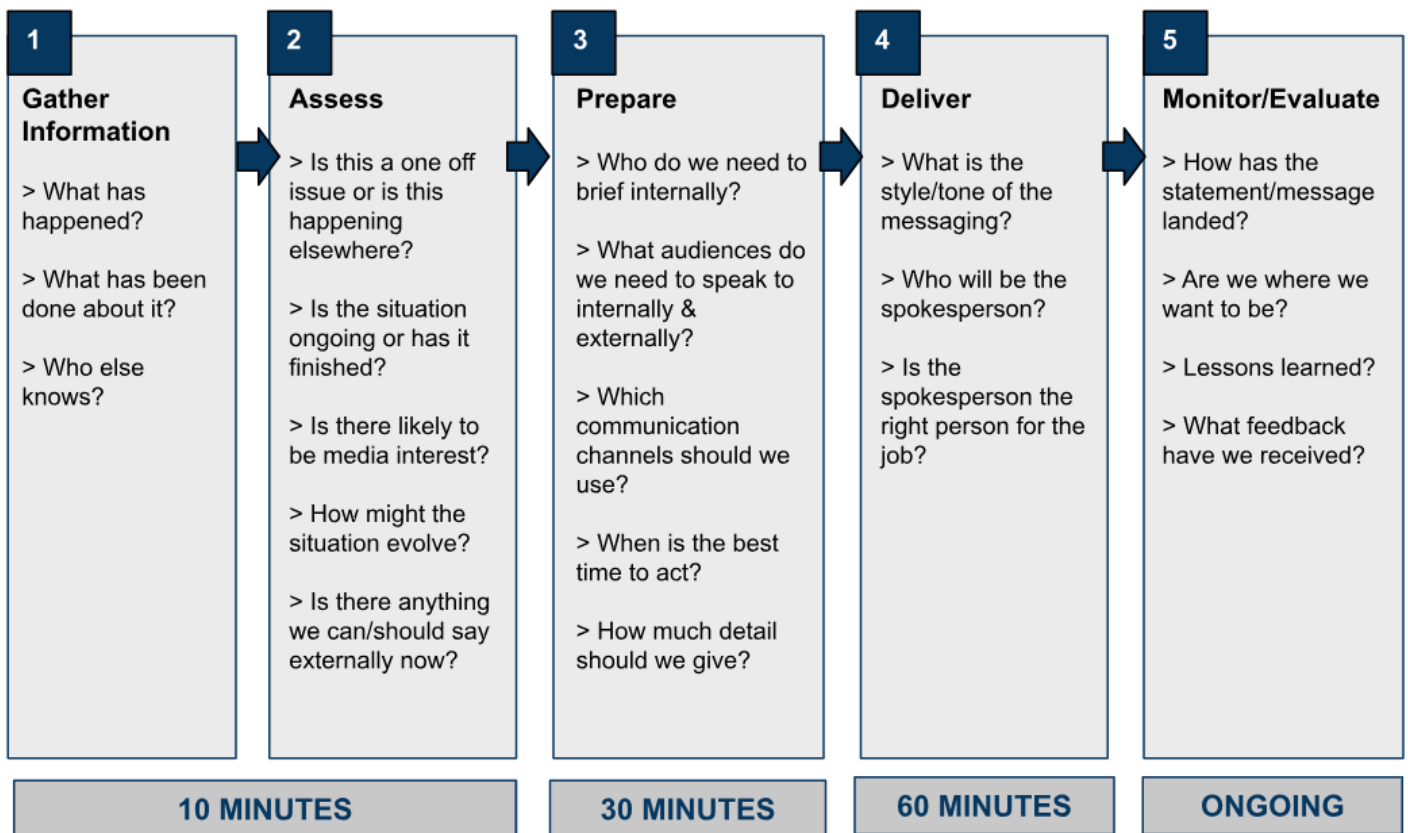 1
Gather
Information
> What has
happened?
> What has been
done about it?
> Who else
knows?
2
Assess
> Is this a one off
issue or is this
happening
elsewhere?
> Is the situation
ongoing or has it
finished?
> Is there likely to
be media interest?
> How might the
situation evolve?
> Is there anything
we can/should say
externally now?
3
Prepare
> Who do we need to
brief internally?
> What audiences do
we need to speak to
internally &
externally?
> Which
communication
channels should we
use?
> When is the best
time to act?
> How much detail
should we give?
4
Deliver
> What is the
style/tone of the
messaging?
> Who will be the
spokesperson?
> Is the
spokesperson the
right person for the
job?
5
Monitor/Evaluate
> How has the
statement/message
landed?
> Are we where we
want to be?
> Lessons learned?
> What feedback
have we received?
10 MINUTES
30 MINUTES
60 MINUTES
ONGOING